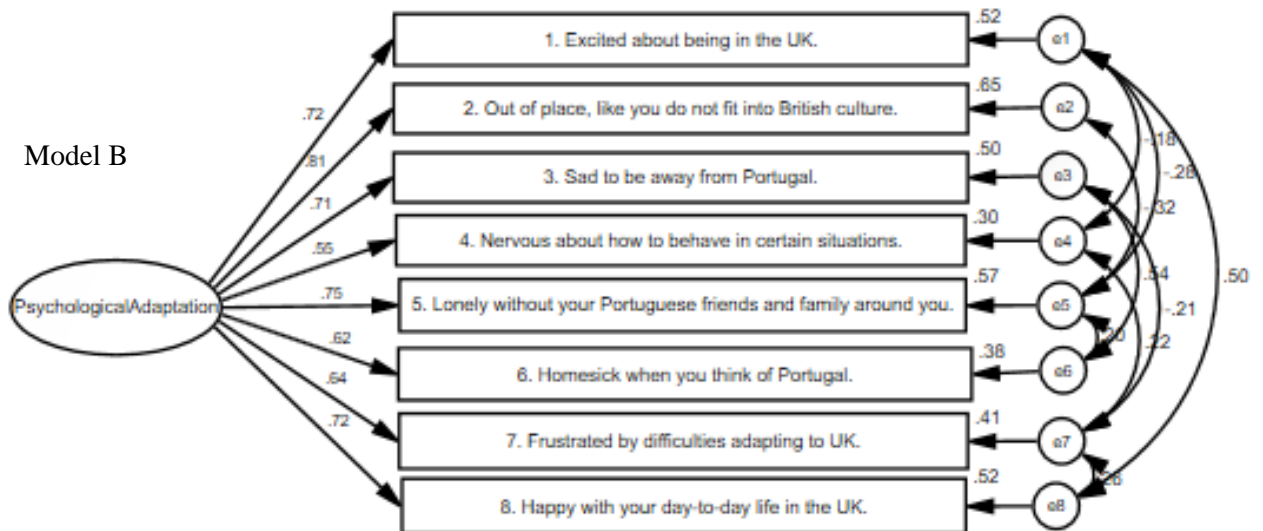 .52
1. Excited about being in the UK.
e1
.65
2. Out of place, like you do not fit into British culture.
e2
.72
-.18
Model B
.81
.50
3. Sad to be away from Portugal.
e3
-.28
.71
-.32
.30
4. Nervous about how to behave in certain situations.
e4
.55
.57
.54
.50
PsychologicalAdaptation
.75
5. Lonely without your Portuguese friends and family around you.
e5
-.21
.62
.38
.22
6. Homesick when you think of Portugal.
e6
.64
.41
.72
7. Frustrated by difficulties adapting to UK.
e7
.52
8. Happy with your day-to-day life in the UK.
e8